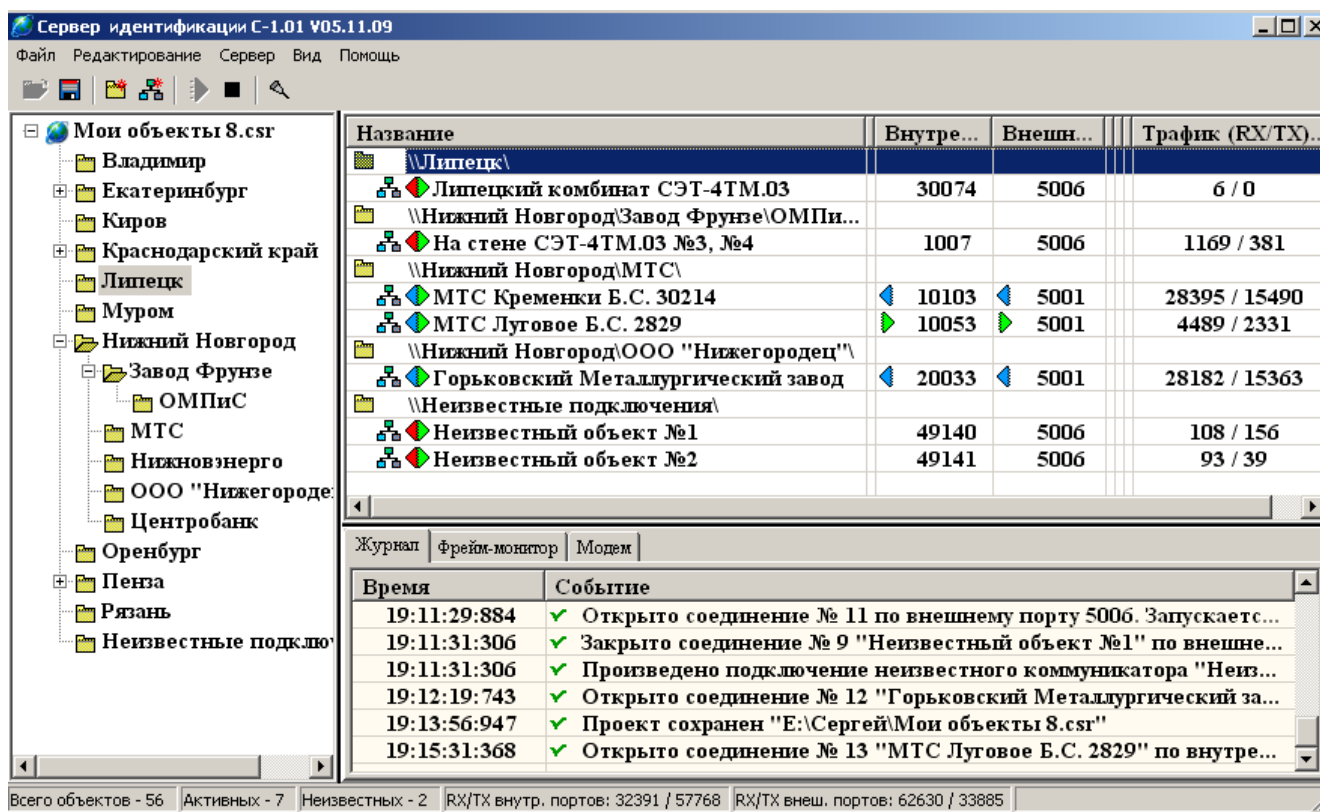 Сервер идентификации С-1.01 V05.11.09
Файл Редактирование Сервер Вид Помощь
Мои объекты 8.csr
Владимир
Екатеринбург
Киров
Краснодарский край
Липецк
Муром
Нижний Новгород
Завод Фрунзе
ОМПиС
МТС
Нижновэнерго
ООО "Нижегороде
Центробанк
Оренбург
Пенза
Рязань
Неизвестные подклю
Название Внутре... Внешн... Трафик (RX/TX)..
\\Липецк\
Липецкий комбинат СЭТ-4ТМ.03 30074 5006 6 / 0
\\Нижний Новгород\Завод Фрунзе\ОМПи...
На стене СЭТ-4ТМ.03 №3, №4 1007 5006 1169 / 381
\\Нижний Новгород\МТС\
МТС Кременки Б.С. 30214 10103 5001 28395 / 15490
МТС Луговое Б.С. 2829 10053 5001 4489 / 2331
\\Нижний Новгород\ООО "Нижегородец"\
Горьковский Металлургический завод 20033 5001 28182 / 15363
\\Неизвестные подключения\
Неизвестный объект №1 49140 5006 108 / 156
Неизвестный объект №2 49141 5006 93 / 39
Журнал Фрейм-монитор Модем
Время Событие
19:11:29:884 Открыто соединение № 11 по внешнему порту 5006. Запускаетс...
19:11:31:306 Закрыто соединение № 9 "Неизвестный объект №1" по внешне...
19:11:31:306 Произведено подключение неизвестного коммуникатора "Неиз...
19:12:19:743 Открыто соединение № 12 "Горьковский Металлургический за...
19:13:56:947 Проект сохранен "E:\Сергей\Мои объекты 8.csr"
19:15:31:368 Открыто соединение № 13 "МТС Луговое Б.С. 2829" по внутре...
Всего объектов - 56 Активных - 7 Неизвестных - 2 RX/TX внутр. портов: 32391 / 57768 RX/TX внеш. портов: 62630 / 33885